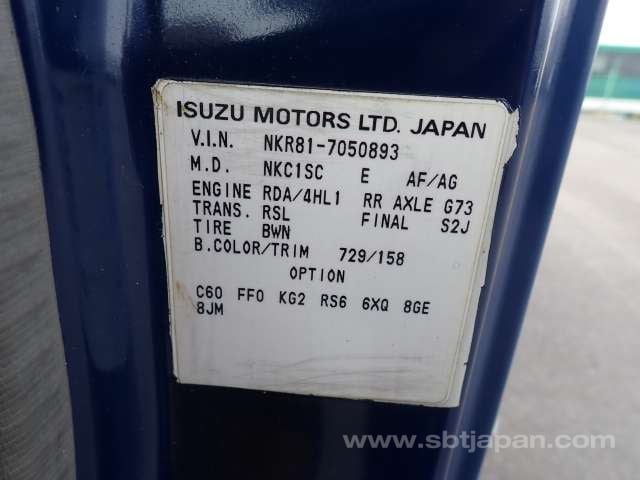 ISUZU MOTORS LTD. JAPAN
V.I.N. NKR81-7050893
M.D. NKC1SC E AF/AG
ENGINE RDA/4HL1 RR AXLE G73
TRANS. RSL FINAL S2J
TIRE BWN
B.COLOR/TRIM 729/158
OPTION
C60 FF0 KG2 RS6 6XQ 8GE
8JM
www.sbtjapan.com